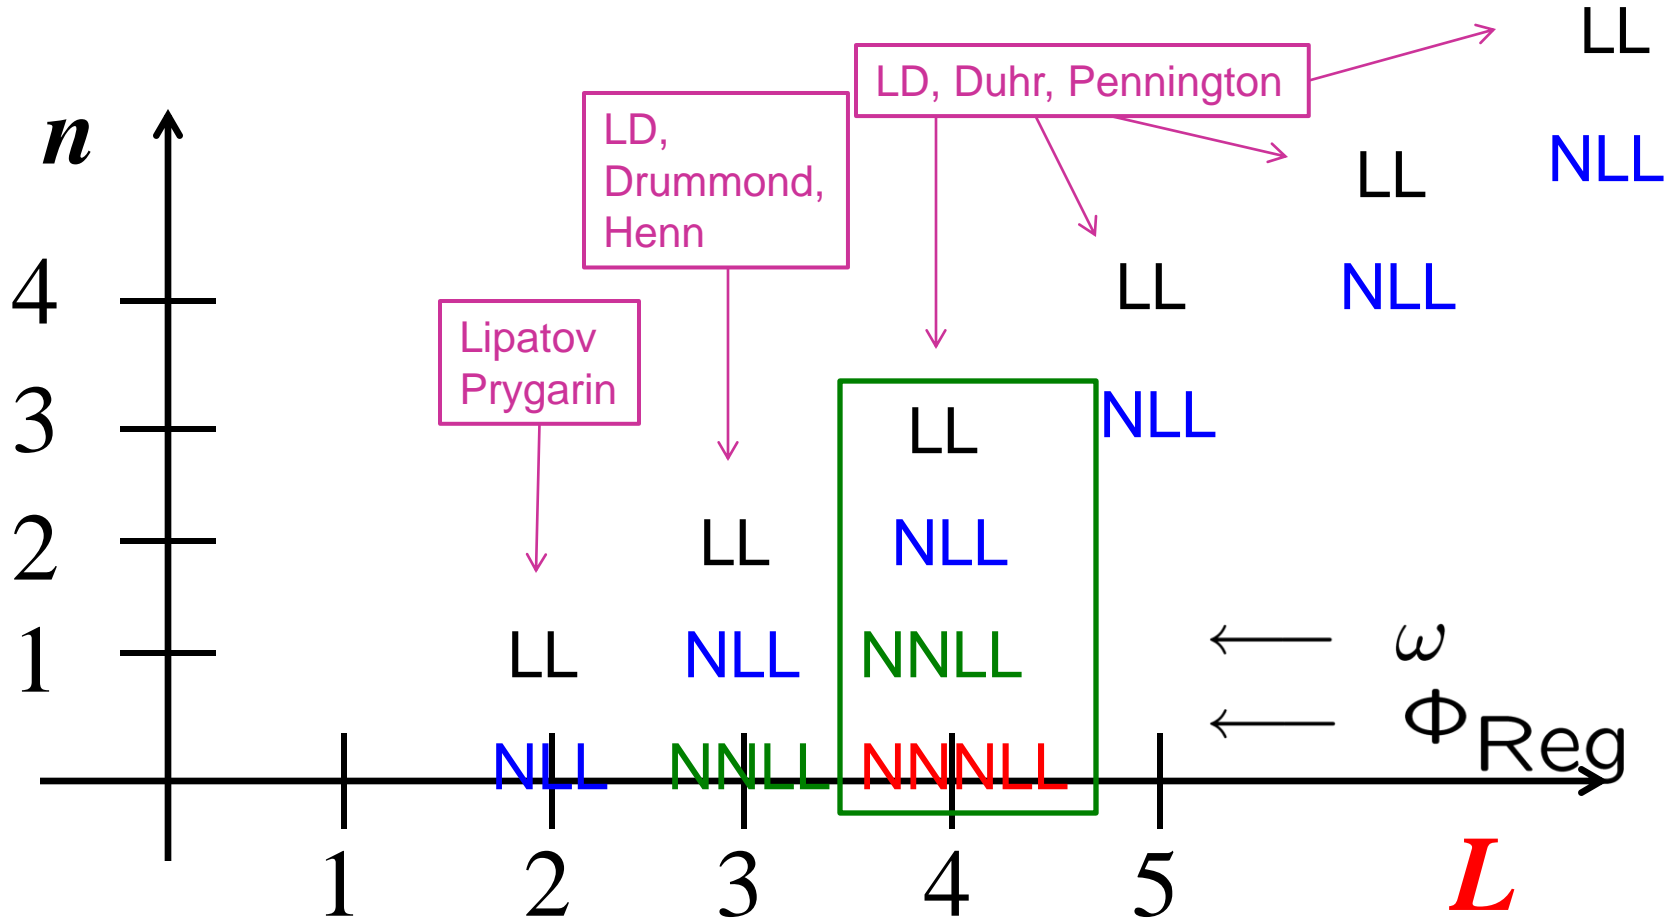 LL
LD, Duhr, Pennington
n
LD,
Drummond,
Henn
LL
NLL
4
LL
NLL
Lipatov
Prygarin
3
LL
NLL
2
LL
NLL
1
LL
NLL
NNLL
← ω
NLL
NNLL
NNNLL
← Φ Reg
1
2
3
4
5
L